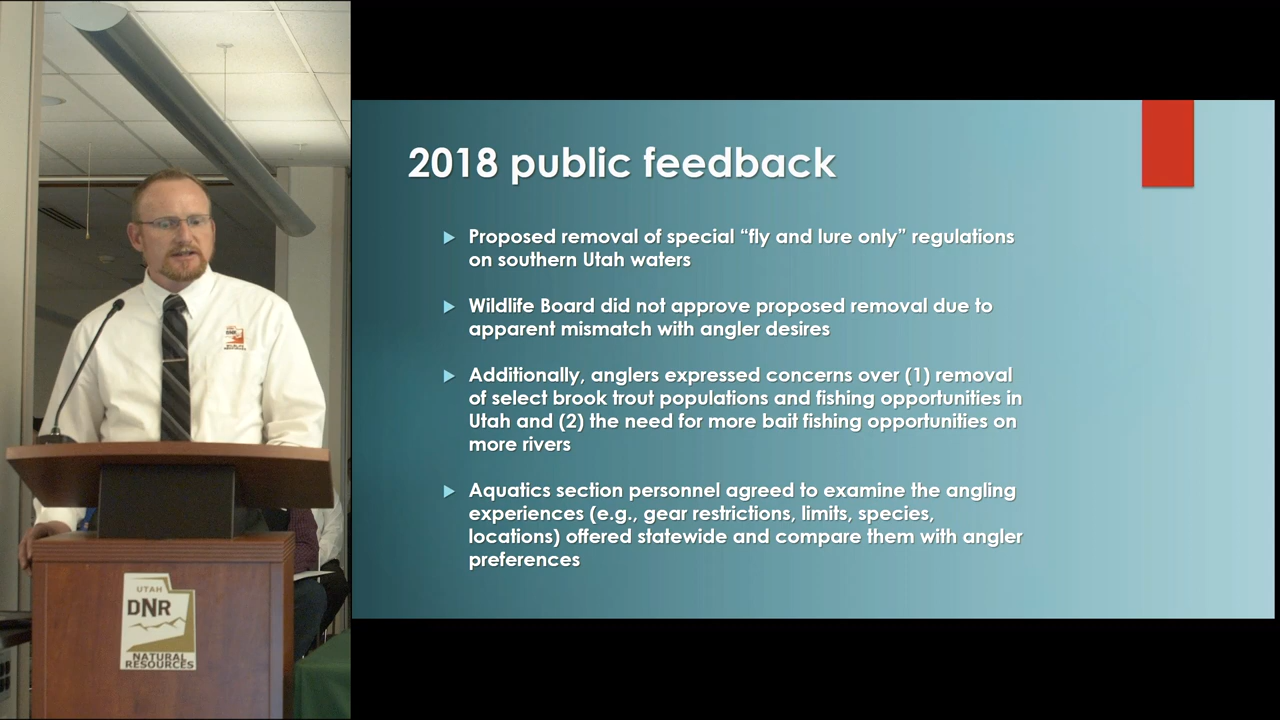 2018 public feedback
Proposed removal of special “fly and lure only” regulations
on southern Utah waters
Wildlife Board did not approve proposed removal due to
apparent mismatch with angler desires
Additionally, anglers expressed concerns over (1) removal
of select brook trout populations and fishing opportunities in
Utah and (2) the need for more bait fishing opportunities on
more rivers
Aquatics section personnel agreed to examine the angling
experiences (e.g., gear restrictions, limits, species,
locations) offered statewide and compare them with angler
preferences
DNR
UTAH
DNR
NATURAL
RESOURCES